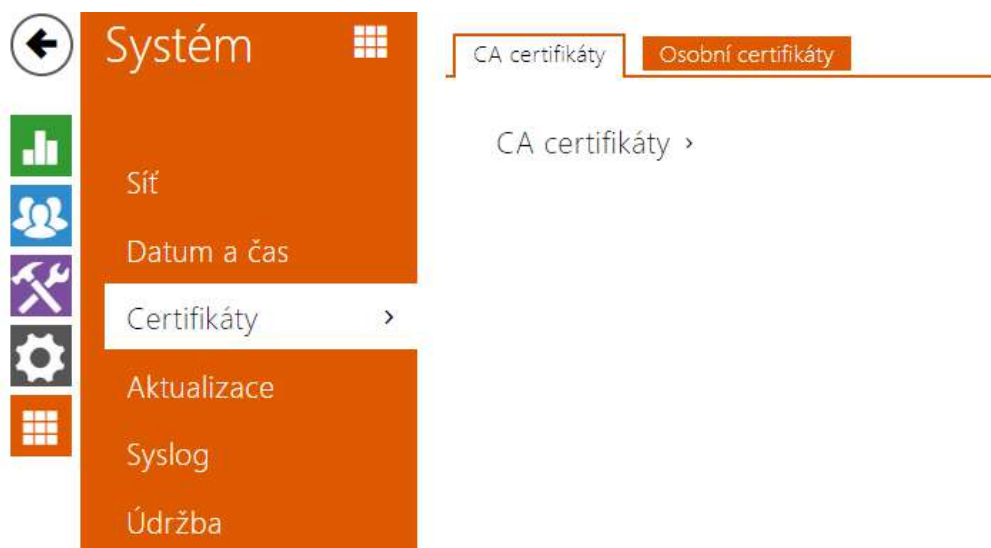 Systém
Síť
Datum a čas
Certifikáty
Aktualizace
Syslog
Údržba
CA certifikáty
Osobní certifikáty
CA certifikáty